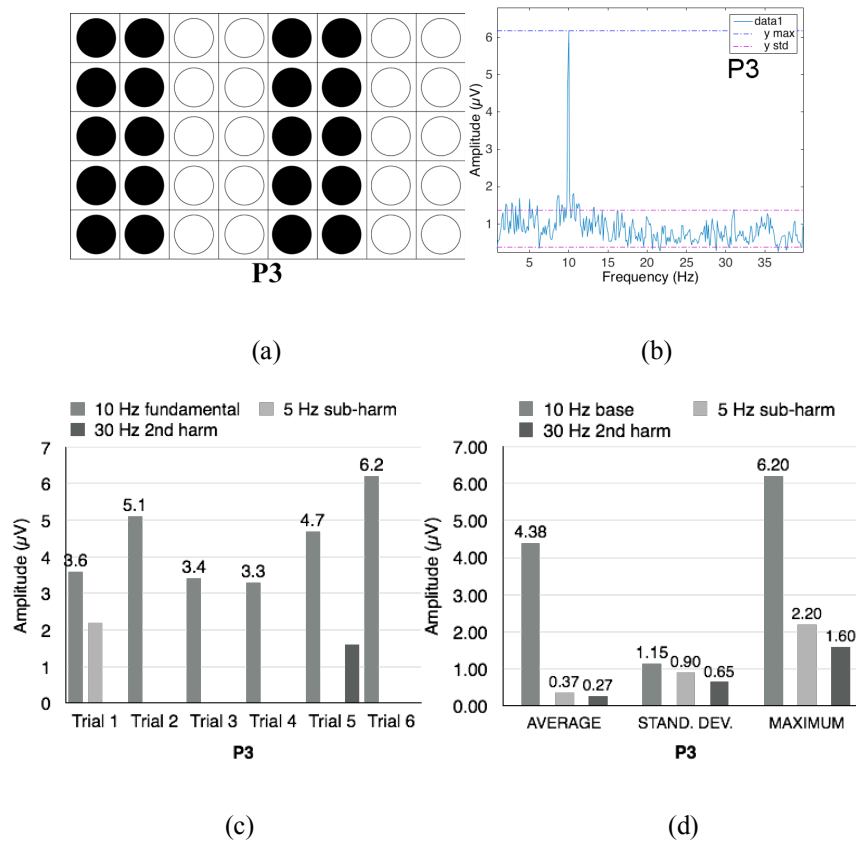 P3
(a)
data1
y max
y std
P3
Amplitude (µV)
6
5
4
3
2
1
5 10 15 20 25 30 35
Frequency (Hz)
(b)
10 Hz fundamental 5 Hz sub-harm
30 Hz 2nd harm
Amplitude (µV)
7
6
5
4
3
2
1
0
3.6
5.1
3.4
3.3
4.7
6.2
Trial 1 Trial 2 Trial 3 Trial 4 Trial 5 Trial 6
P3
(c)
10 Hz base 5 Hz sub-harm
30 Hz 2nd harm
Amplitude (µV)
7.00
6.00
5.00
4.00
3.00
2.00
1.00
0.00
4.38
0.37
0.27
1.15
0.90
0.65
6.20
2.20
1.60
AVERAGE STAND. DEV. MAXIMUM
P3
(d)